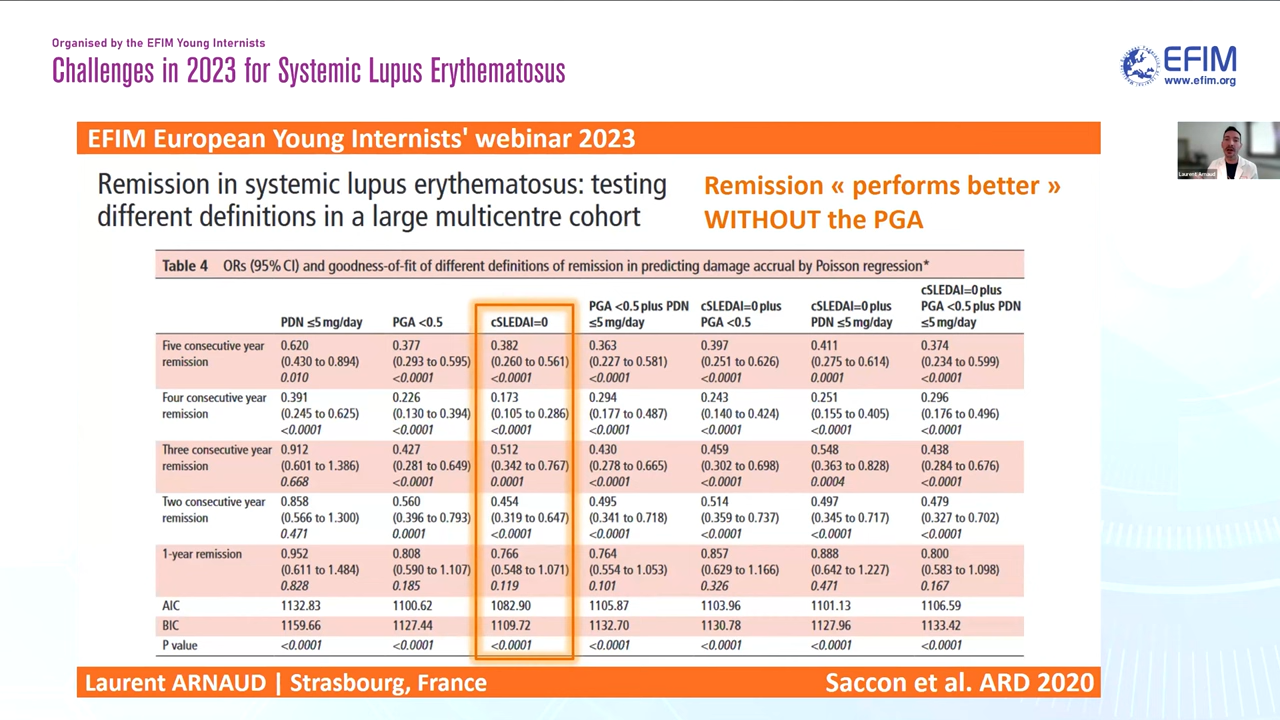 Organised by the EFIM Young Internists
Challenges in 2023 for Systemic Lupus Erythematosus
EFIM
www.efim.org
EFIM European Young Internists' webinar 2023
Laurent Arnaud
Remission in systemic lupus erythematosus: testing
different definitions in a large multicentre cohort
Remission « performs better »
WITHOUT the PGA
Table 4 ORs (95% CI) and goodness-of-fit of different definitions of remission in predicting damage accrual by Poisson regression*
PDN ≤5 mg/day PGA <0.5 cSLEDAI=0 PGA <0.5 plus PDN ≤5 mg/day cSLEDAI=0 plus PGA <0.5 cSLEDAI=0 plus PDN ≤5 mg/day cSLEDAI=0 plus PGA <0.5 plus PDN ≤5 mg/day
Five consecutive year 0.620 0.377 0.382 0.363 0.397 0.411 0.374
remission (0.430 to 0.894) (0.293 to 0.595) (0.260 to 0.561) (0.227 to 0.581) (0.251 to 0.626) (0.275 to 0.614) (0.234 to 0.599)
0.010 <0.0001 <0.0001 <0.0001 <0.0001 0.0001 <0.0001
Four consecutive year 0.391 0.226 0.173 0.294 0.243 0.251 0.296
remission (0.245 to 0.625) (0.130 to 0.394) (0.105 to 0.286) (0.177 to 0.487) (0.140 to 0.424) (0.155 to 0.405) (0.176 to 0.496)
<0.0001 <0.0001 <0.0001 <0.0001 <0.0001 <0.0001 <0.0001
Three consecutive year 0.912 0.427 0.512 0.430 0.459 0.548 0.438
remission (0.601 to 1.386) (0.281 to 0.649) (0.342 to 0.767) (0.278 to 0.665) (0.302 to 0.698) (0.363 to 0.828) (0.284 to 0.676)
0.668 <0.0001 0.0001 <0.0001 <0.0001 0.0004 <0.0001
Two consecutive year 0.858 0.560 0.454 0.495 0.514 0.497 0.479
remission (0.566 to 1.300) (0.396 to 0.793) (0.319 to 0.647) (0.341 to 0.718) (0.359 to 0.737) (0.345 to 0.717) (0.327 to 0.702)
0.471 0.0001 <0.0001 <0.0001 <0.0001 <0.0001 <0.0001
1-year remission 0.952 0.808 0.766 0.764 0.857 0.888 0.800
(0.611 to 1.484) (0.590 to 1.107) (0.548 to 1.071) (0.554 to 1.053) (0.629 to 1.166) (0.642 to 1.227) (0.583 to 1.098)
0.828 0.185 0.119 0.101 0.326 0.471 0.167
AIC 1132.83 1100.62 1082.90 1105.87 1103.96 1101.13 1106.59
BIC 1159.66 1127.44 1109.72 1132.70 1130.78 1127.96 1133.42
P value <0.0001 <0.0001 <0.0001 <0.0001 <0.0001 <0.0001 <0.0001
Laurent ARNAUD | Strasbourg, France
Saccon et al. ARD 2020